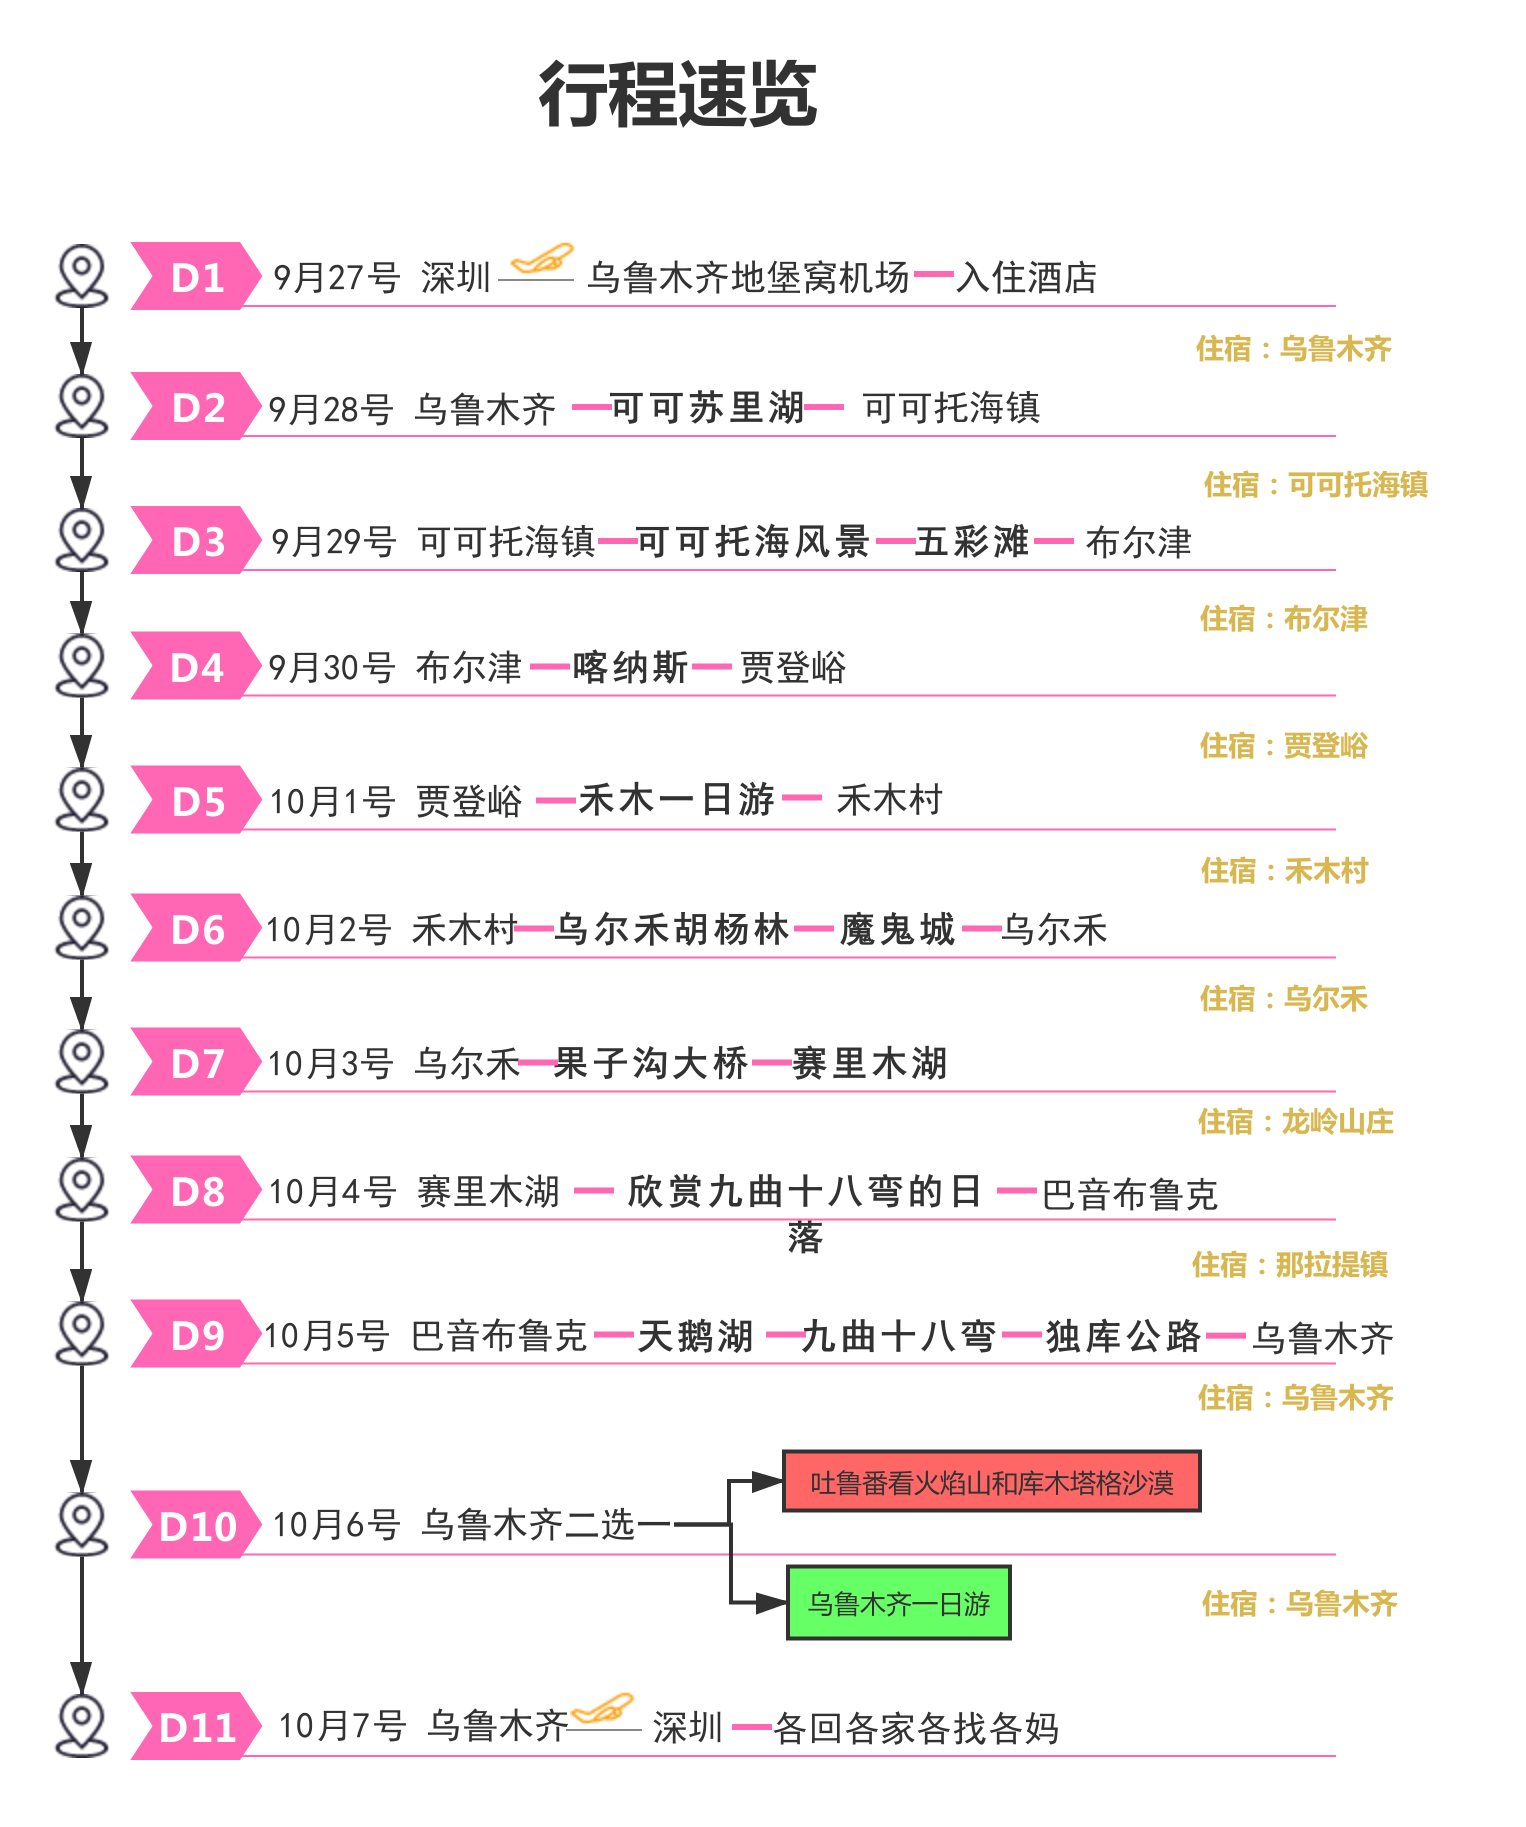 行程速览
D1 9月27号 深圳 乌鲁木齐地堡窝机场 入住酒店
住宿：乌鲁木齐
D2 9月28号 乌鲁木齐 可可苏里湖 可可托海镇
住宿：可可托海镇
D3 9月29号 可可托海镇 可可托海风景 五彩滩 布尔津
住宿：布尔津
D4 9月30号 布尔津 喀纳斯 贾登峪
住宿：贾登峪
D5 10月1号 贾登峪 禾木一日游 禾木村
住宿：禾木村
D6 10月2号 禾木村 乌尔禾胡杨林 魔鬼城 乌尔禾
住宿：乌尔禾
D7 10月3号 乌尔禾 果子沟大桥 赛里木湖
住宿：龙岭山庄
D8 10月4号 赛里木湖 欣赏九曲十八弯的日 巴音布鲁克
落
住宿：那拉提镇
D9 10月5号 巴音布鲁克 天鹅湖 九曲十八弯 独库公路 乌鲁木齐
住宿：乌鲁木齐
吐鲁番看火焰山和库木塔格沙漠
D10 10月6号 乌鲁木齐二选一
乌鲁木齐一日游
住宿：乌鲁木齐
D11 10月7号 乌鲁木齐 深圳 各回各家各找各妈